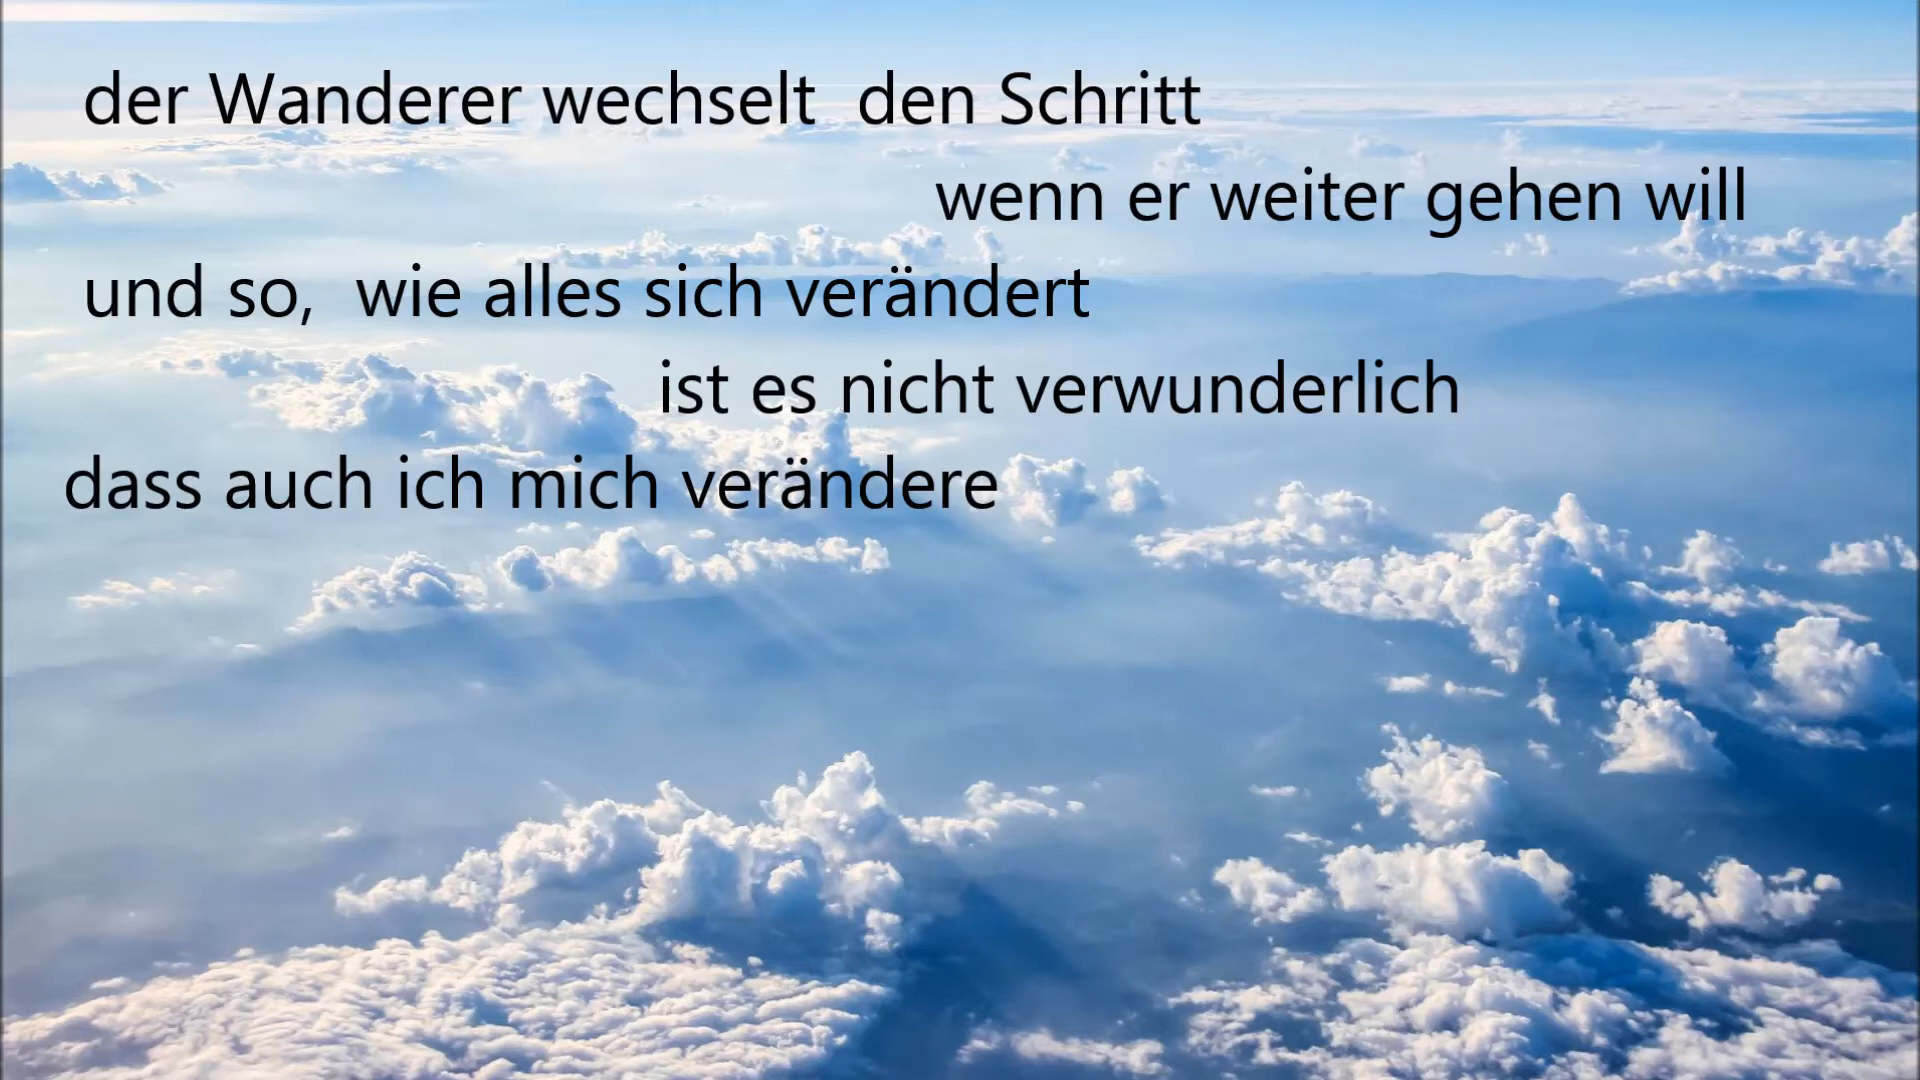 der Wanderer wechselt  den Schritt
wenn er weiter gehen will
und so,  wie alles sich verändert
ist es nicht verwunderlich
dass auch ich mich verändere